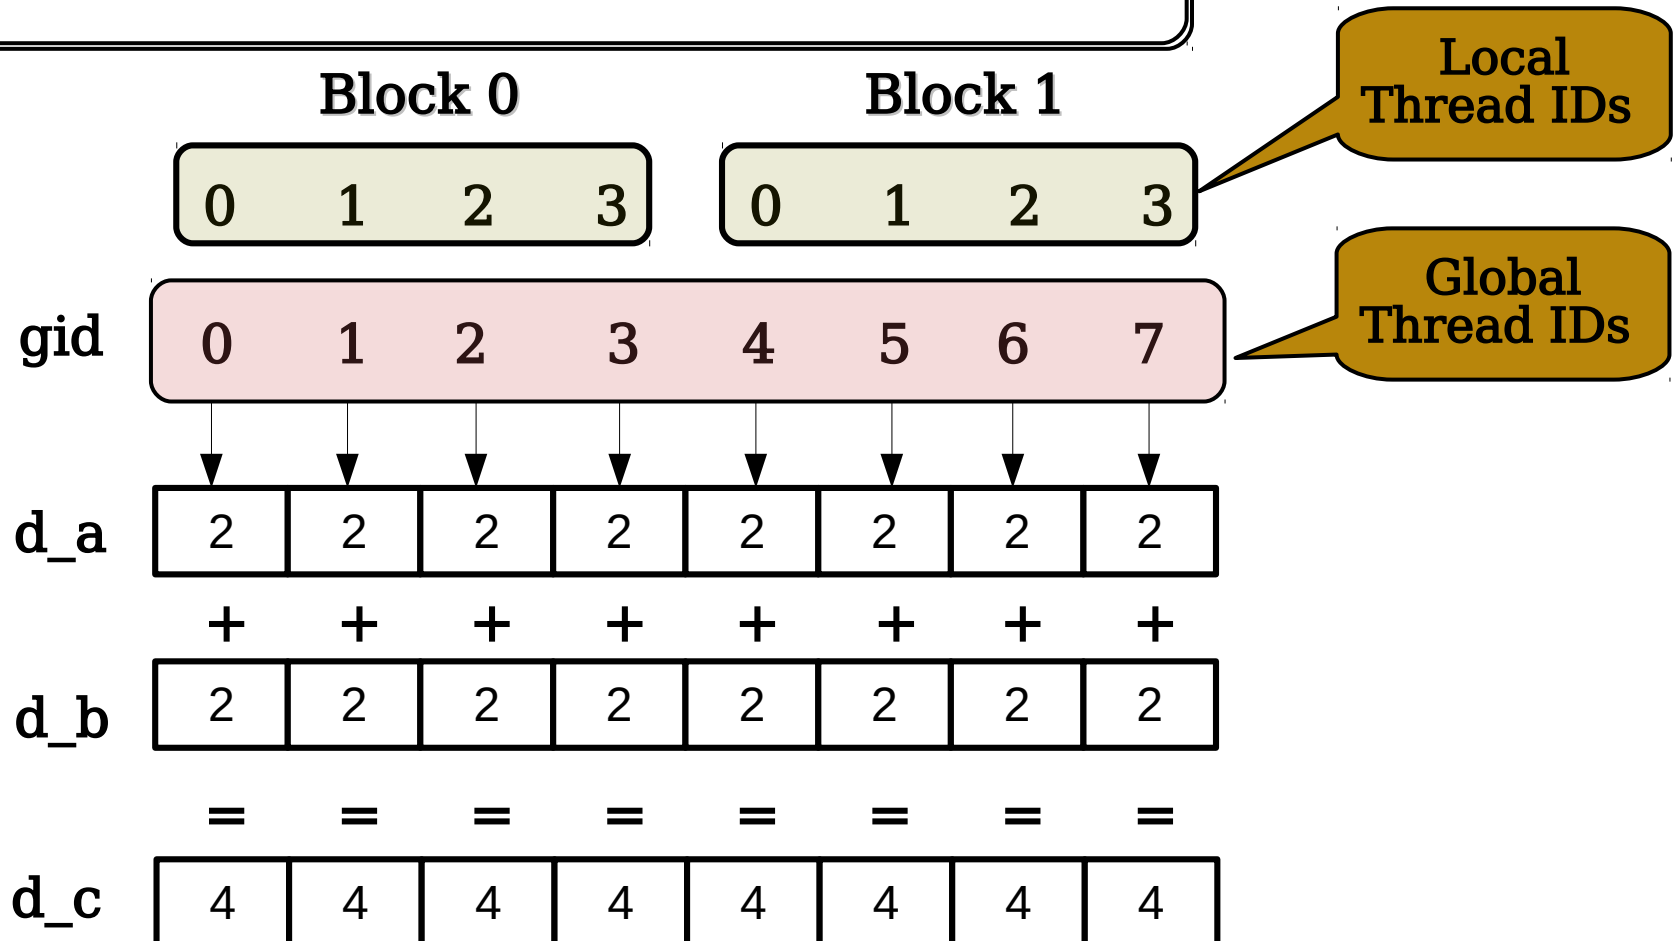 Local
Thread IDs
Block 0 Block 1
0 1 2 3 0 1 2 3
Global
Thread IDs
gid 0 1 2 3 4 5 6 7
d_a 2 2 2 2 2 2 2 2
+ + + + + + + +
d_b 2 2 2 2 2 2 2 2
= = = = = = = =
d_c 4 4 4 4 4 4 4 4